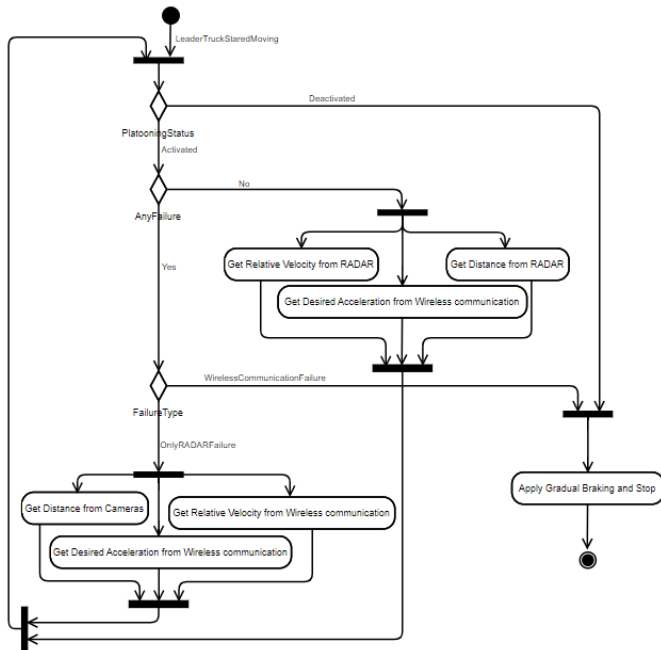 LeaderTruckStaredMoving
Deactivated
PlatooningStatus
Activated
No
AnyFailure
Get Relative Velocity from RADAR
Get Distance from RADAR
Yes
Get Desired Acceleration from Wireless communication
WirelessCommunicationFailure
FailureType
OnlyRADARFailure
Apply Gradual Braking and Stop
Get Distance from Cameras
Get Relative Velocity from Wireless communication
Get Desired Acceleration from Wireless communication